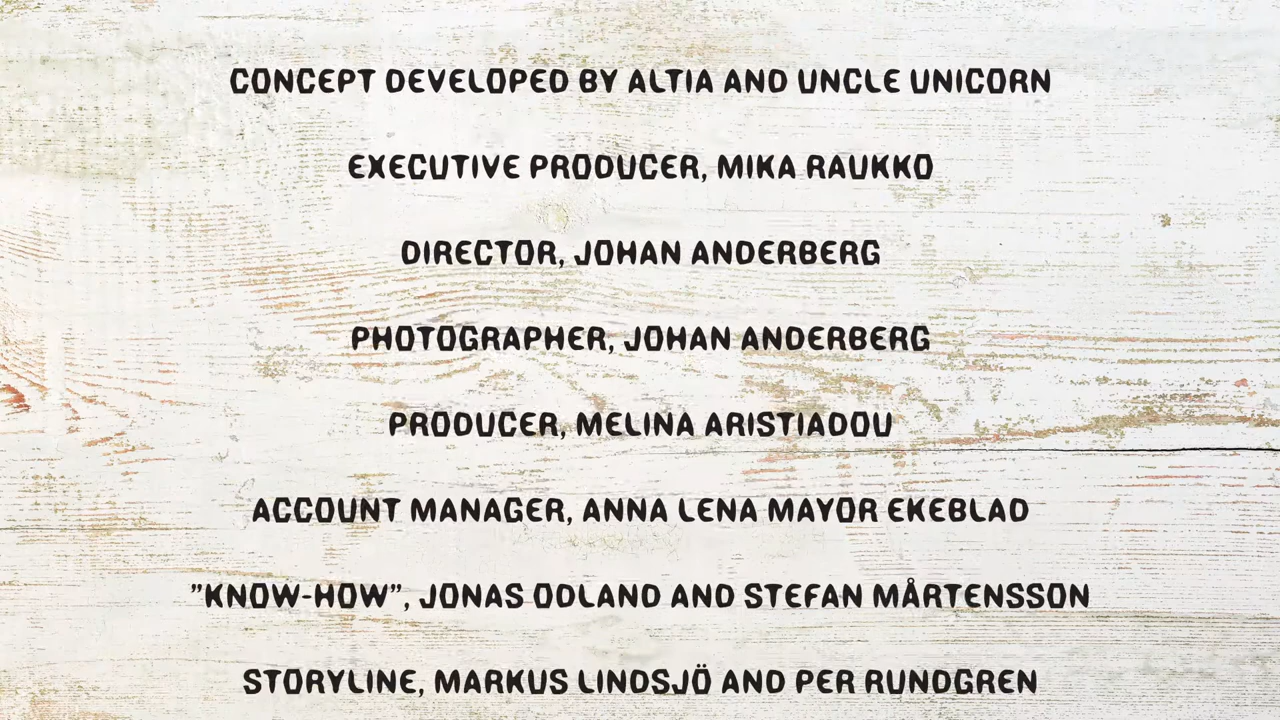 CONCEPT DEVELOPED BY ALTIA AND UNCLE UNICORN
EXECUTIVE PRODUCER, MIKA RAUKKO
DIRECTOR, JOHAN ANDERBERG
PHOTOGRAPHER, JOHAN ANDERBERG
PRODUCER, MELINA ARISTIADOU
ACCOUNT MANAGER, ANNA LENA MAYOR EKEBLAD
”KNOW-HOW”, JONAS ODLAND AND STEFAN MÅRTENSSON
STORYLINE, MARKUS LINDSJÖ AND PER RUNDGREN